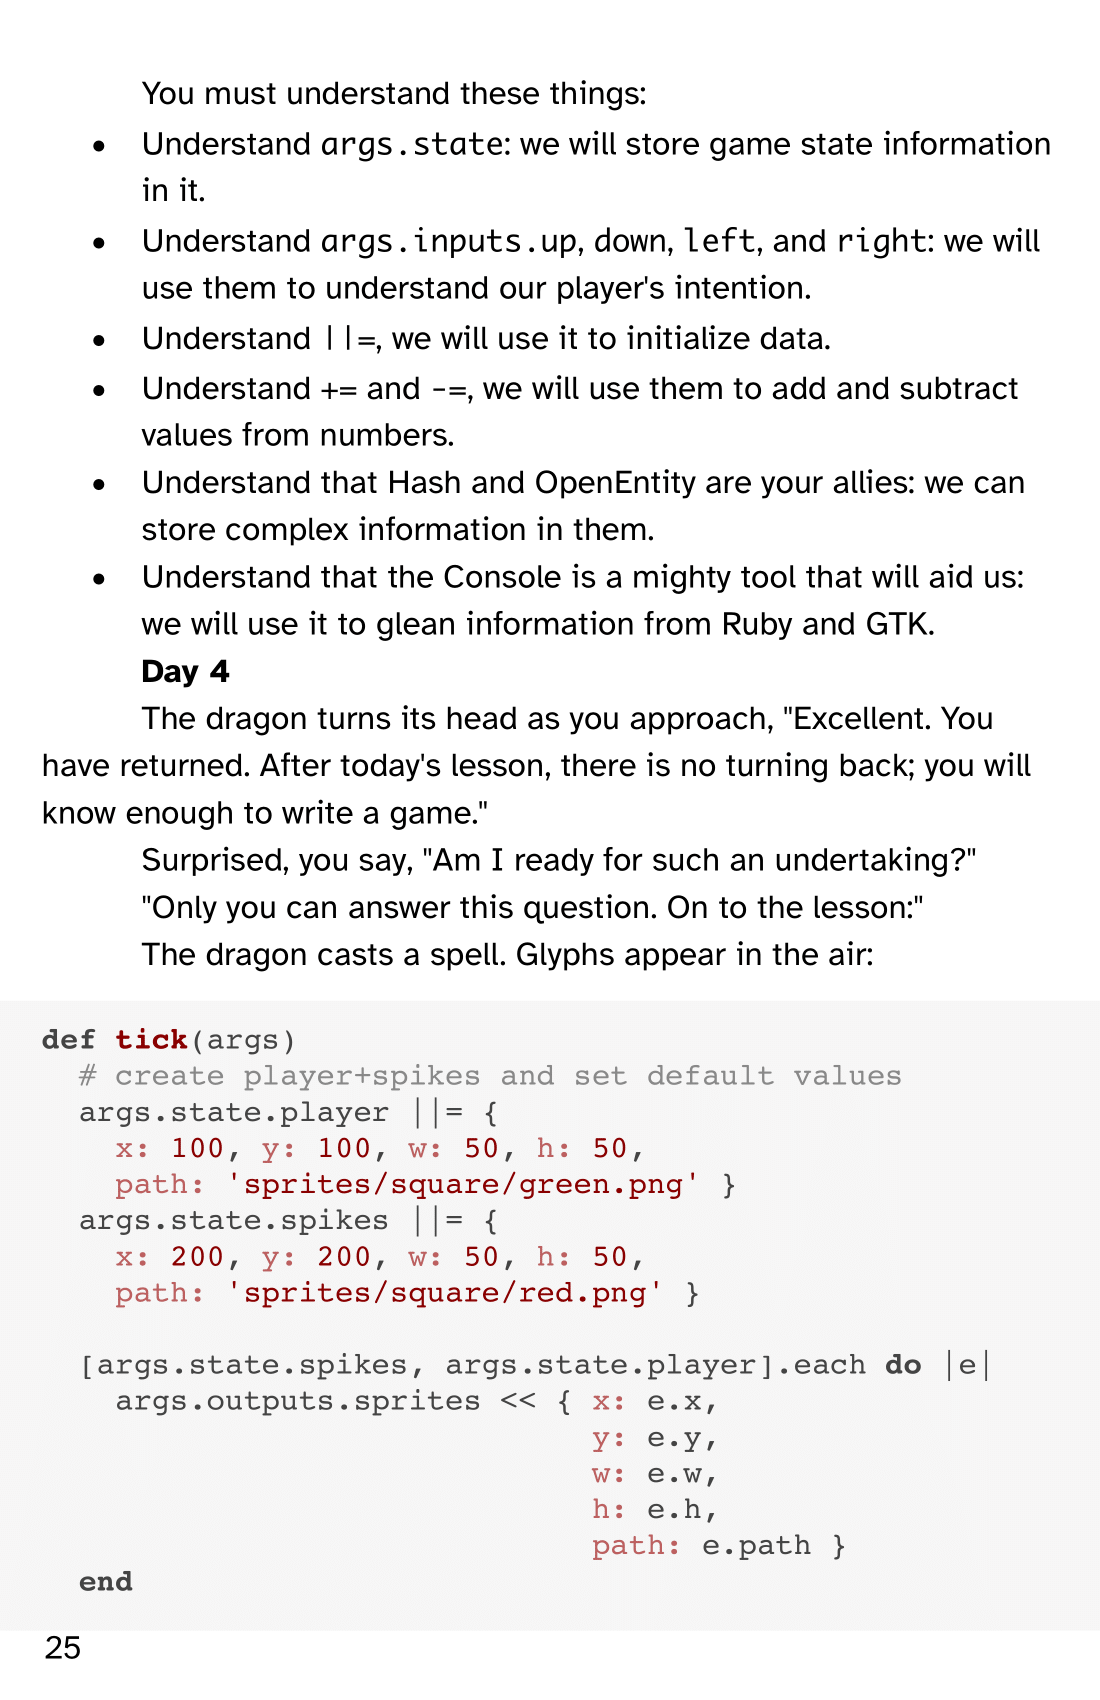 You must understand these things:
• Understand args.state: we will store game state information
in it.
• Understand args.inputs.up, down, left, and right: we will
use them to understand our player's intention.
• Understand ||=, we will use it to initialize data.
• Understand += and -=, we will use them to add and subtract
values from numbers.
• Understand that Hash and OpenEntity are your allies: we can
store complex information in them.
• Understand that the Console is a mighty tool that will aid us:
we will use it to glean information from Ruby and GTK.
Day 4
The dragon turns its head as you approach, "Excellent. You
have returned. After today's lesson, there is no turning back; you will
know enough to write a game."
Surprised, you say, "Am I ready for such an undertaking?"
"Only you can answer this question. On to the lesson:"
The dragon casts a spell. Glyphs appear in the air:
def tick(args)
  # create player+spikes and set default values
  args.state.player ||= {
    x: 100, y: 100, w: 50, h: 50,
    path: 'sprites/square/green.png' }
  args.state.spikes ||= {
    x: 200, y: 200, w: 50, h: 50,
    path: 'sprites/square/red.png' }

  [args.state.spikes, args.state.player].each do |e|
    args.outputs.sprites << { x: e.x,
                              y: e.y,
                              w: e.w,
                              h: e.h,
                              path: e.path }
  end
25